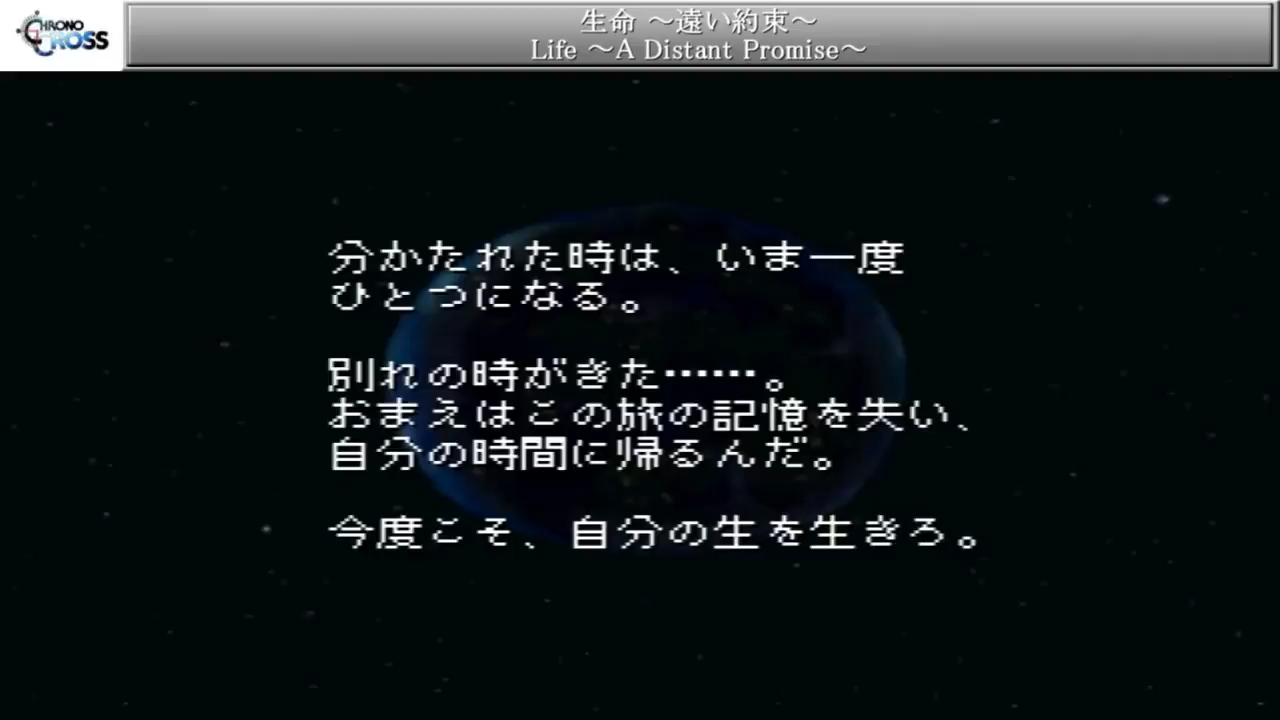 CHRONO CROSS
生命 ~遠い約束~
Life ~A Distant Promise~
分かたれた時は、いま一度
ひとつになる。
別れの時がきた……。
おまえはこの旅の記憶を失い、
自分の時間に帰るんだ。
今度こそ、自分の生を生きろ。